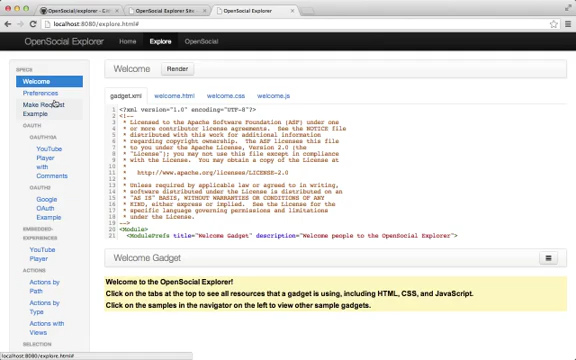 OpenSocial/explorer - Git
OpenSocial Explorer Site
OpenSocial Explorer
localhost:8080/explore.html#
OpenSocial Explorer
Home
Explore
OpenSocial
SPECS
Welcome
Preferences
Make Request
Example
OAUTH
OAUTH10A
YouTube
Player
with
Comments
OAUTH2
Google
OAuth
Example
EMBEDDED-
EXPERIENCES
YouTube
Player
ACTIONS
Actions by
Path
Actions by
Type
Actions with
Views
SELECTION
Welcome
Render
gadget.xml
welcome.html
welcome.css
welcome.js
1 <?xml version="1.0" encoding="UTF-8"?>
2 <!--
3 * Licensed to the Apache Software Foundation (ASF) under one
4 * or more contributor license agreements. See the NOTICE file
5 * distributed with this work for additional information
6 * regarding copyright ownership. The ASF licenses this file
7 * to you under the Apache License, Version 2.0 (the
8 * "License"); you may not use this file except in compliance
9 * with the License. You may obtain a copy of the License at
10 *
11 * http://www.apache.org/licenses/LICENSE-2.0
12 *
13 * Unless required by applicable law or agreed to in writing,
14 * software distributed under the License is distributed on an
15 * "AS IS" BASIS, WITHOUT WARRANTIES OR CONDITIONS OF ANY
16 * KIND, either express or implied. See the License for the
17 * specific language governing permissions and limitations
18 * under the License.
19 -->
20 <Module>
21 <ModulePrefs title="Welcome Gadget" description="Welcome people to the OpenSocial Explorer">
Welcome Gadget
Welcome to the OpenSocial Explorer!
Click on the tabs at the top to see all resources that a gadget is using, including HTML, CSS, and JavaScript.
Click on the samples in the navigator on the left to view other sample gadgets.
localhost:8080/explore.html#